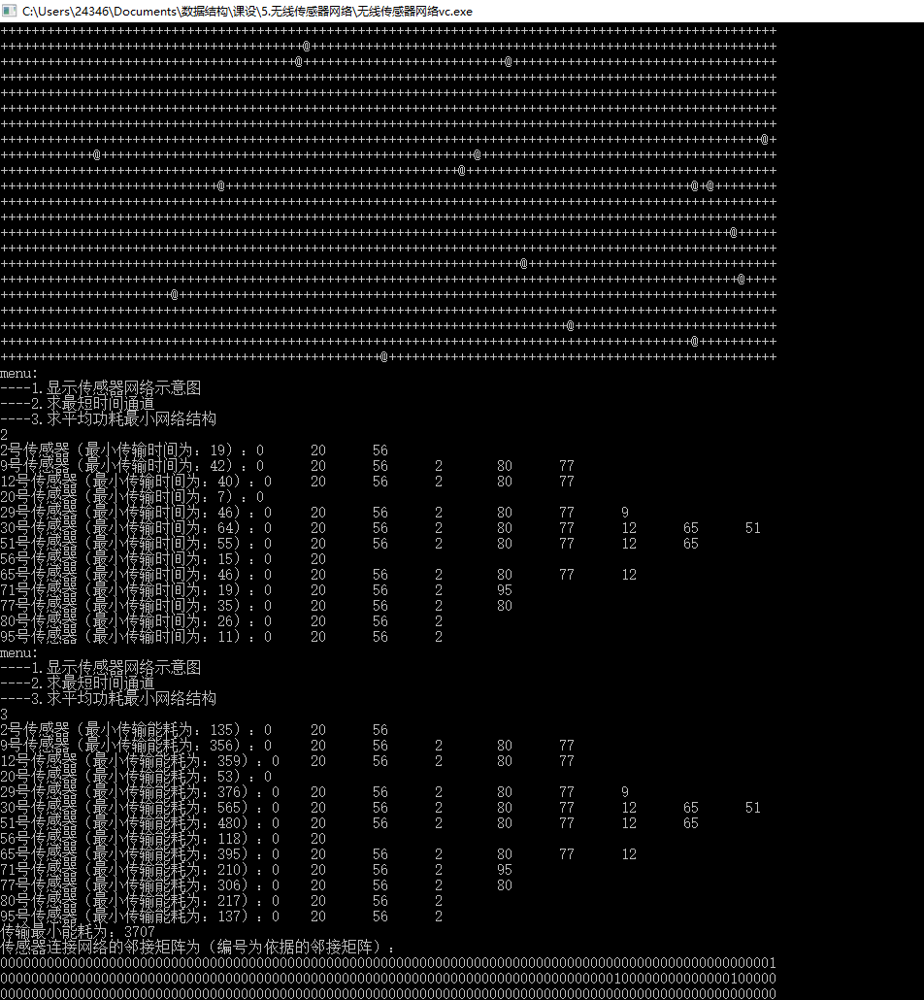 C:\Users\24346\Documents\数据结构\课设\5.无线传感器网络\无线传感器网络vc.exe
++++++++++++++++++++++++++++++++++++++++++++++++++++++++++++++++++++++++++++++++++++++++++++++++++++
+++++++++++++++++++++++++++++++++++++++@++++++++++++++++++++++++++++++++++++++++++++++++++++++++++++
++++++++++++++++++++++++++++++++++++++@++++++++++++++++++++++++++@++++++++++++++++++++++++++++++++++
++++++++++++++++++++++++++++++++++++++++++++++++++++++++++++++++++++++++++++++++++++++++++++++++++++
++++++++++++++++++++++++++++++++++++++++++++++++++++++++++++++++++++++++++++++++++++++++++++++++++++
++++++++++++++++++++++++++++++++++++++++++++++++++++++++++++++++++++++++++++++++++++++++++++++++++++
++++++++++++++++++++++++++++++++++++++++++++++++++++++++++++++++++++++++++++++++++++++++++++++++++++
++++++++++++++++++++++++++++++++++++++++++++++++++++++++++++++++++++++++++++++++++++++++++++++++++@+
++++++++++++@++++++++++++++++++++++++++++++++++++++++++++++++@++++++++++++++++++++++++++++++++++++++
+++++++++++++++++++++++++++++++++++++++++++++++++++++++++++@++++++++++++++++++++++++++++++++++++++++
++++++++++++++++++++++++++++@++++++++++++++++++++++++++++++++++++++++++++++++++++++++++++@+@++++++++
++++++++++++++++++++++++++++++++++++++++++++++++++++++++++++++++++++++++++++++++++++++++++++++++++++
++++++++++++++++++++++++++++++++++++++++++++++++++++++++++++++++++++++++++++++++++++++++++++++++++++
++++++++++++++++++++++++++++++++++++++++++++++++++++++++++++++++++++++++++++++++++++++++++++++@+++++
++++++++++++++++++++++++++++++++++++++++++++++++++++++++++++++++++++++++++++++++++++++++++++++++++++
+++++++++++++++++++++++++++++++++++++++++++++++++++++++++++++++++++@++++++++++++++++++++++++++++++++
+++++++++++++++++++++++++++++++++++++++++++++++++++++++++++++++++++++++++++++++++++++++++++++++@++++
++++++++++++++++++++++@+++++++++++++++++++++++++++++++++++++++++++++++++++++++++++++++++++++++++++++
++++++++++++++++++++++++++++++++++++++++++++++++++++++++++++++++++++++++++++++++++++++++++++++++++++
+++++++++++++++++++++++++++++++++++++++++++++++++++++++++++++++++++++++++@++++++++++++++++++++++++++
+++++++++++++++++++++++++++++++++++++++++++++++++++++++++++++++++++++++++++++++++++++++++@++++++++++
+++++++++++++++++++++++++++++++++++++++++++++++++@++++++++++++++++++++++++++++++++++++++++++++++++++
menu:
----1.显示传感器网络示意图
----2.求最短时间通道
----3.求平均功耗最小网络结构
2
2号传感器（最小传输时间为：19）：0 20 56
9号传感器（最小传输时间为：42）：0 20 56 2 80 77
12号传感器（最小传输时间为：40）：0 20 56 2 80 77
20号传感器（最小传输时间为：7）：0
29号传感器（最小传输时间为：46）：0 20 56 2 80 77 9
30号传感器（最小传输时间为：64）：0 20 56 2 80 77 12 65 51
51号传感器（最小传输时间为：55）：0 20 56 2 80 77 12 65
56号传感器（最小传输时间为：15）：0 20
65号传感器（最小传输时间为：46）：0 20 56 2 80 77 12
71号传感器（最小传输时间为：19）：0 20 56 2 95
77号传感器（最小传输时间为：35）：0 20 56 2 80
80号传感器（最小传输时间为：26）：0 20 56 2
95号传感器（最小传输时间为：11）：0 20 56 2
menu:
----1.显示传感器网络示意图
----2.求最短时间通道
----3.求平均功耗最小网络结构
3
2号传感器（最小传输能耗为：135）：0 20 56
9号传感器（最小传输能耗为：356）：0 20 56 2 80 77
12号传感器（最小传输能耗为：359）：0 20 56 2 80 77
20号传感器（最小传输能耗为：53）：0
29号传感器（最小传输能耗为：376）：0 20 56 2 80 77 9
30号传感器（最小传输能耗为：565）：0 20 56 2 80 77 12 65 51
51号传感器（最小传输能耗为：480）：0 20 56 2 80 77 12 65
56号传感器（最小传输能耗为：118）：0 20
65号传感器（最小传输能耗为：395）：0 20 56 2 80 77 12
71号传感器（最小传输能耗为：210）：0 20 56 2 95
77号传感器（最小传输能耗为：306）：0 20 56 2 80
80号传感器（最小传输能耗为：217）：0 20 56 2
95号传感器（最小传输能耗为：137）：0 20 56 2
传输最小能耗为：3707
传感器连接网络的邻接矩阵为（编号为依据的邻接矩阵）：
0000000000000000000000000000000000000000000000000000000000000000000000000000000000000000000000000001
0000000000000000000000000000000000000000000000000000000000000000000000000000000100000000000000100000
0000000000000000000000000000000000000000000000000000000000000000000000000000000000000000000000000000